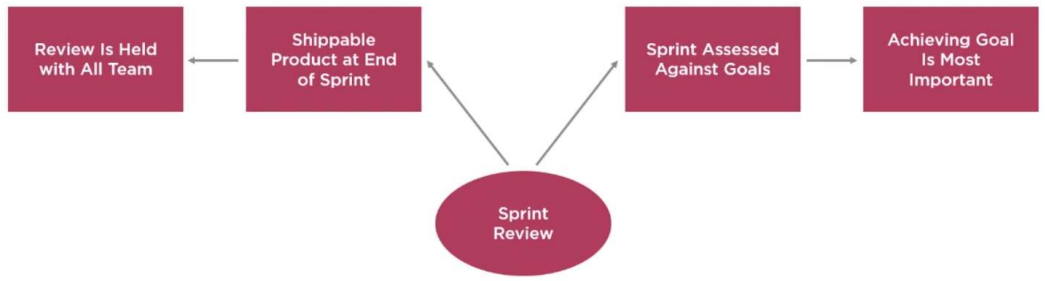 Review Is Held
with All Team
Shippable
Product at End
of Sprint
Sprint Assessed
Against Goals
Achieving Goal
Is Most
Important
Sprint
Review